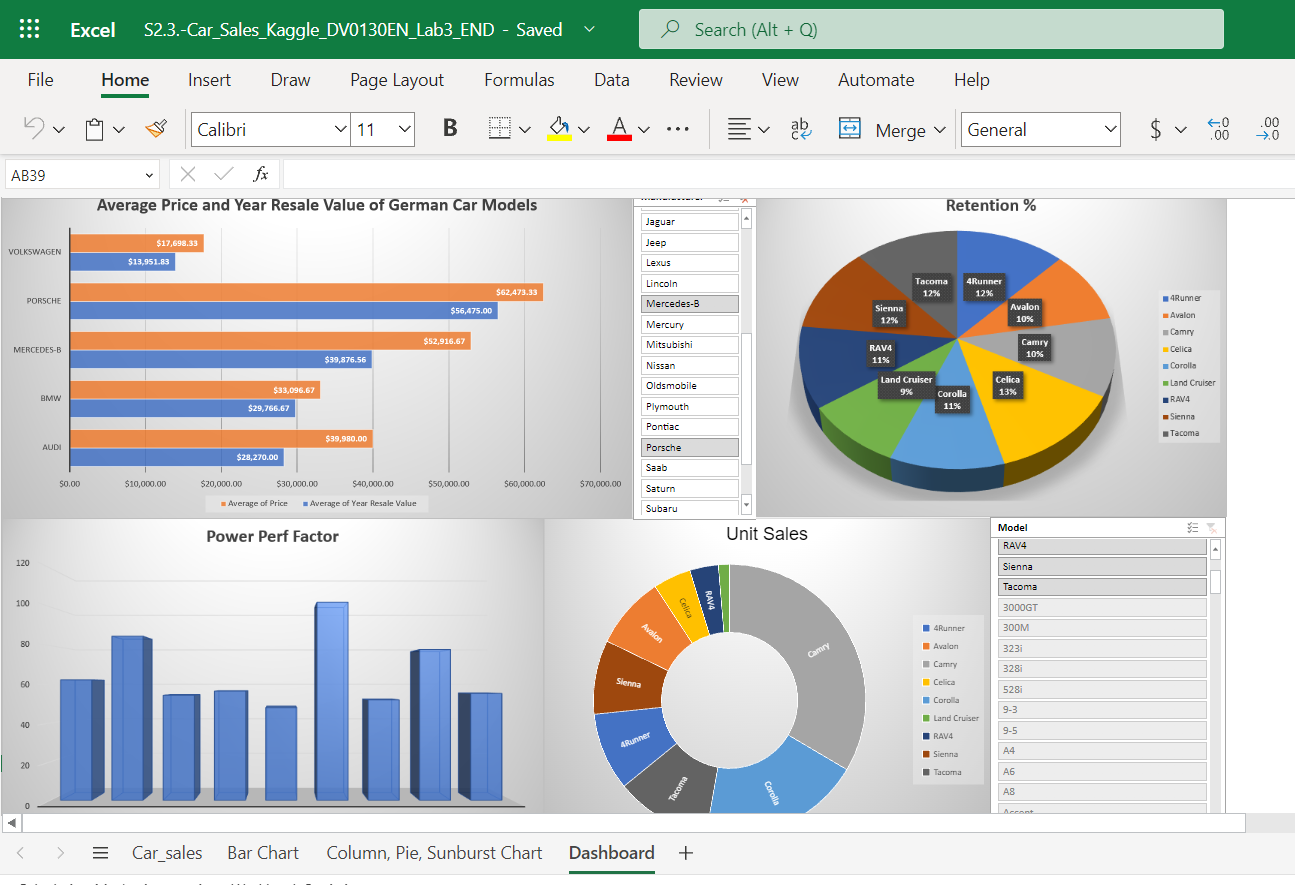 Excel S2.3.-Car_Sales_Kaggle_DV0130EN_Lab3_END - Saved
Search (Alt + Q)
File Home Insert Draw Page Layout Formulas Data Review View Automate Help
Calibri 11 B A ab Merge General $ 0 .00 .00 0
AB39 fx
Average Price and Year Resale Value of German Car Models
VOLKSWAGEN
$17,698.33
$13,951.83
PORSCHE
$62,473.33
$56,475.00
MERCEDES-B
$52,916.67
$39,876.56
BMW
$33,096.67
$29,766.67
AUDI
$39,980.00
$28,270.00
$0.00 $10,000.00 $20,000.00 $30,000.00 $40,000.00 $50,000.00 $60,000.00 $70,000.00
Average of Price Average of Year Resale Value
Jaguar
Jeep
Lexus
Lincoln
Mercedes-B
Mercury
Mitsubishi
Nissan
Oldsmobile
Plymouth
Pontiac
Porsche
Saab
Saturn
Subaru
Retention %
Tacoma
12%
4Runner
12%
Avalon
10%
Sienna
12%
Camry
10%
RAV4
11%
Land Cruiser
9%
Corolla
11%
Celica
13%
4Runner
Avalon
Camry
Celica
Corolla
Land Cruiser
RAV4
Sienna
Tacoma
Power Perf Factor
120
100
80
60
40
20
0
Unit Sales
RAV4
Celica
Avalon
Camry
Sienna
4Runner
Tacoma
Corolla
4Runner
Avalon
Camry
Celica
Corolla
Land Cruiser
RAV4
Sienna
Tacoma
Model
RAV4
Sienna
Tacoma
3000GT
300M
323i
328i
528i
9-3
9-5
A4
A6
A8
Accent
Car_sales Bar Chart Column, Pie, Sunburst Chart Dashboard